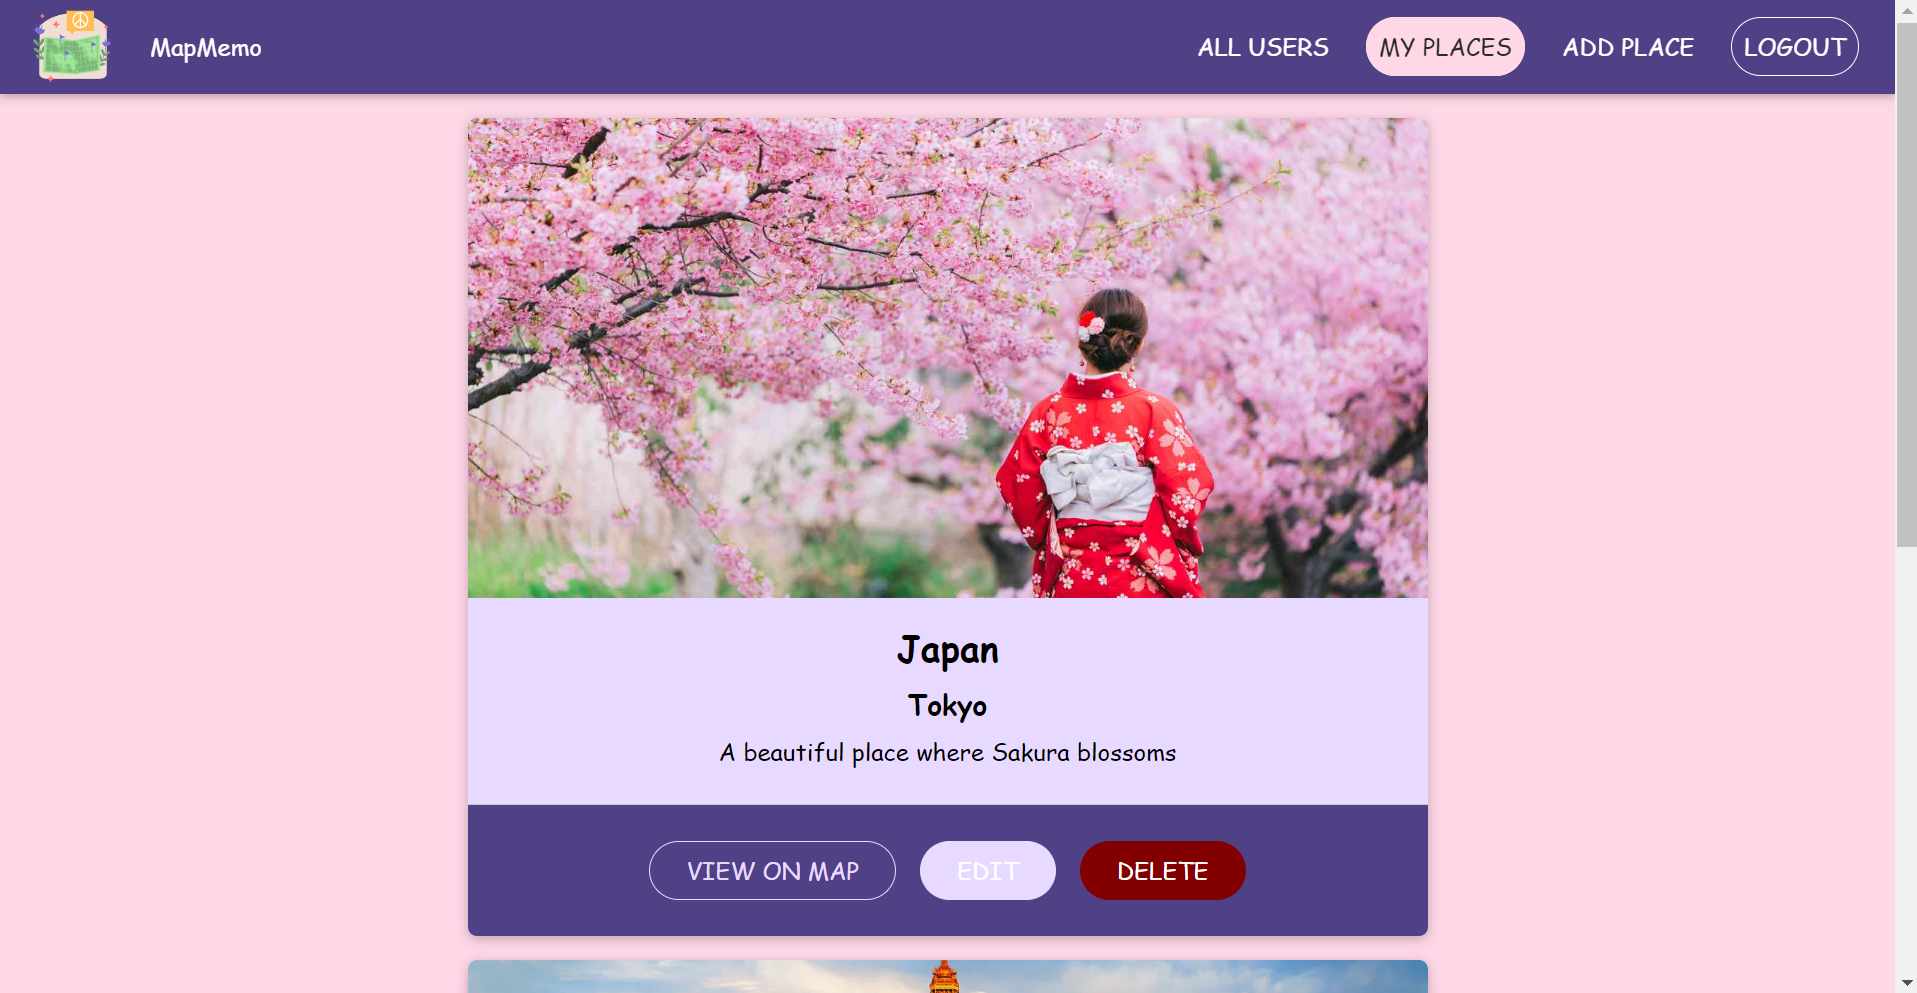 MapMemo
ALL USERS
MY PLACES
ADD PLACE
LOGOUT
Japan
Tokyo
A beautiful place where Sakura blossoms
VIEW ON MAP
EDIT
DELETE